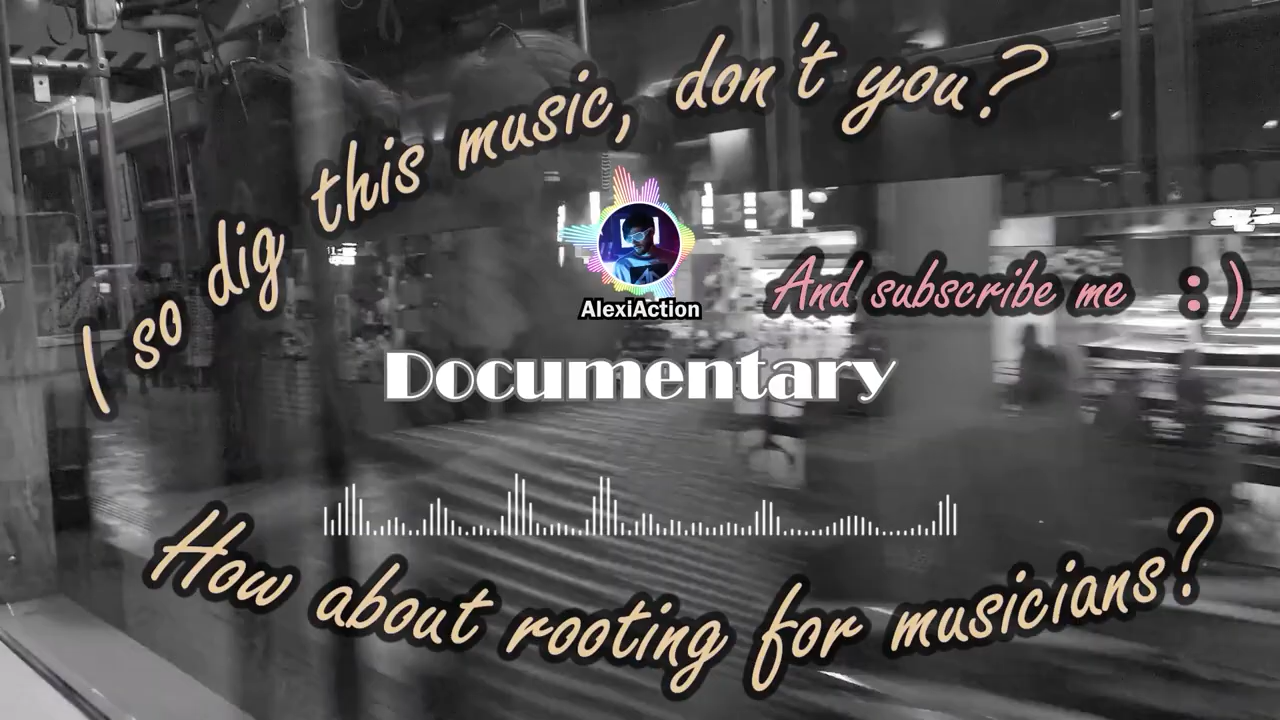 I so dig this music, don't you?
AlexiAction
And subscribe me :)
Documentary
How about rooting for musicians?